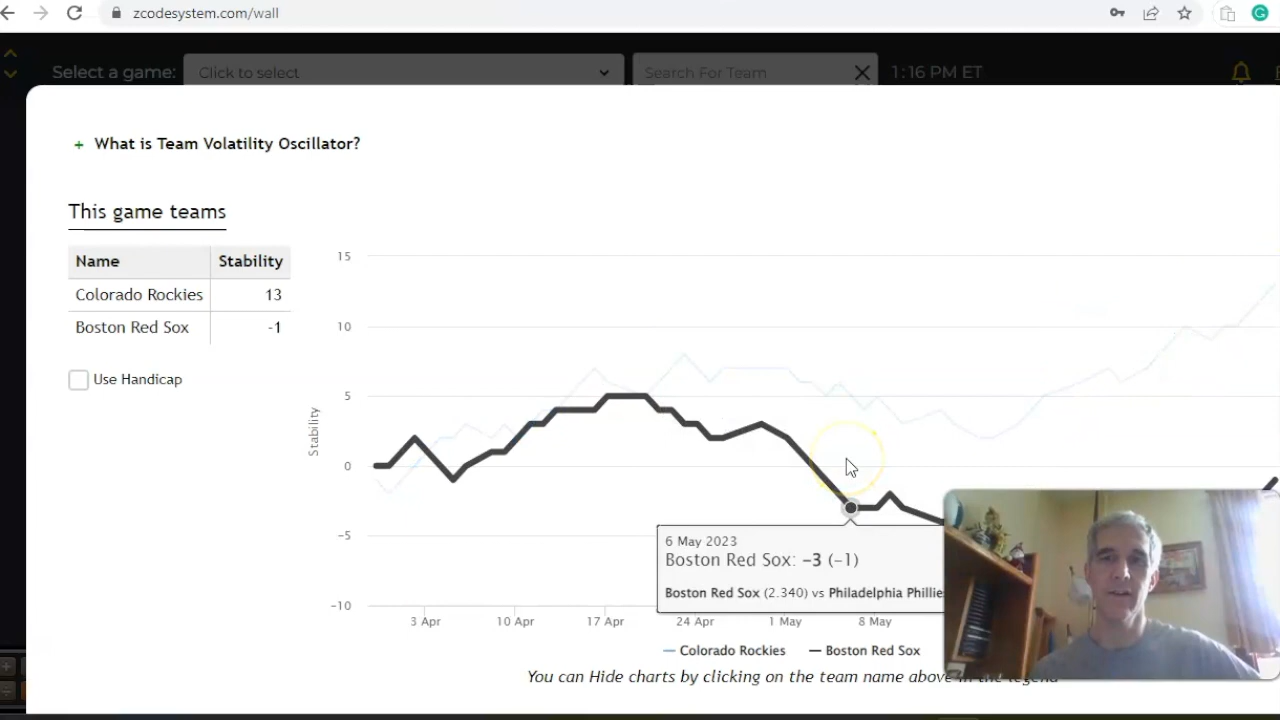 zcodesystem.com/wall
Select a game: Click to select Search For Team 1:16 PM ET
+ What is Team Volatility Oscillator?
This game teams
Name Stability
Colorado Rockies 13
Boston Red Sox -1
Use Handicap
Stability
15
10
5
0
-5
-10
6 May 2023
Boston Red Sox: -3 (-1)
Boston Red Sox (2.340) vs Philadelphia Phillie
3 Apr 10 Apr 17 Apr 24 Apr 1 May 8 May
Colorado Rockies Boston Red Sox
You can Hide charts by clicking on the team name above in the legend